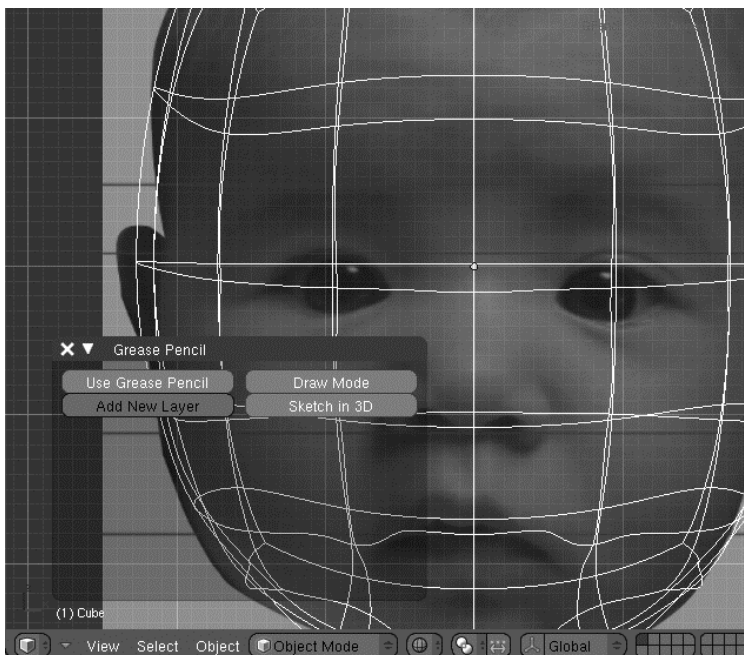 Grease Pencil
Use Grease Pencil Draw Mode
Add New Layer Sketch in 3D
(1) Cube
View Select Object Object Mode Global